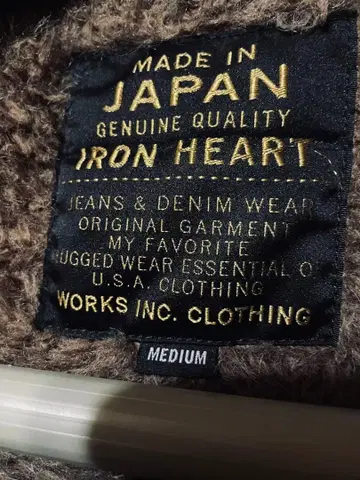 MADE IN
JAPAN
GENUINE QUALITY
IRON HEART
JEANS & DENIM WEAR
ORIGINAL GARMENT
MY FAVORITE
RUGGED WEAR ESSENTIAL O
U.S.A. CLOTHING
WORKS INC. CLOTHING
MEDIUM